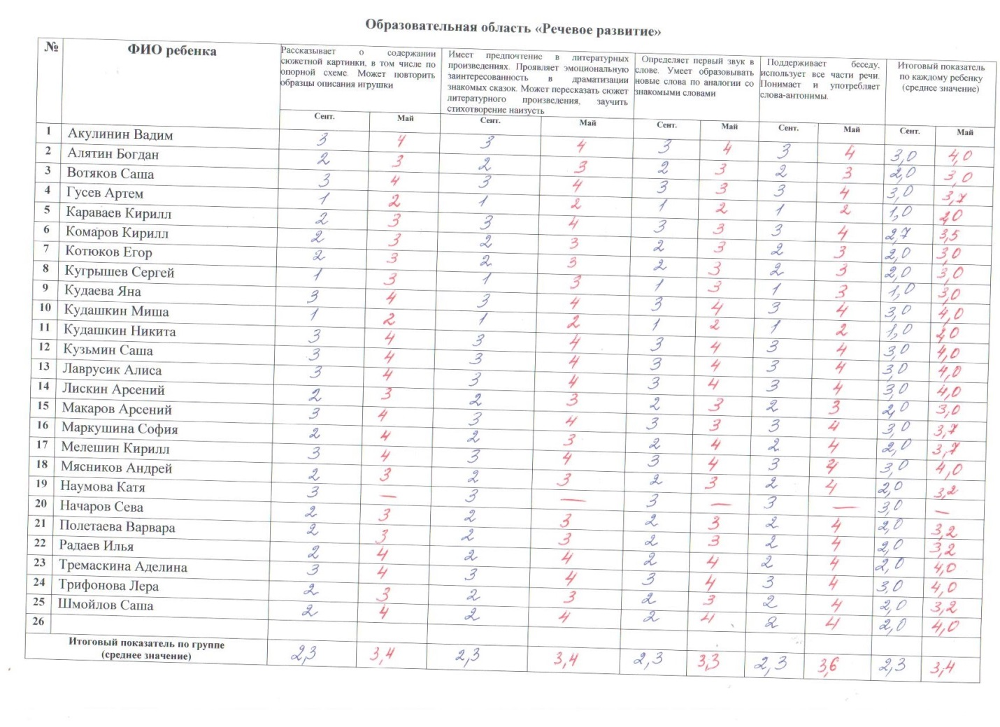 Образовательная область «Речевое развитие»
№ ФИО ребенка
Рассказывает о содержании
сюжетной картинки, в том числе по
опорной схеме. Может повторить
образцы описания игрушки
Имеет предпочтение в литературных
произведениях. Проявляет эмоциональную
заинтересованность в драматизации
знакомых сказок. Может пересказать сюжет
литературного произведения, заучить
стихотворение наизусть
Определяет первый звук в
слове. Умеет образовывать
новые слова по аналогии со
знакомыми словами
Поддерживает беседу,
использует все части речи.
Понимает и употребляет
слова-антонимы.
Итоговый показатель
по каждому ребенку
(среднее значение)
Сент. Май Сент. Май Сент. Май Сент. Май Сент. Май
1 Акулинин Вадим 3 4 3 4 3 4 3 4 3,0 4,0
2 Алятин Богдан 2 3 2 3 2 3 2 3 2,0 3,0
3 Вотяков Саша 3 4 3 4 3 3 3 4 3,0 3,7
4 Гусев Артем 1 2 1 2 1 2 1 2 1,0 2,0
5 Караваев Кирилл 2 3 3 4 3 3 3 4 2,7 3,5
6 Комаров Кирилл 2 3 2 3 2 3 2 3 2,0 3,0
7 Котюков Егор 2 3 2 3 2 3 2 3 2,0 3,0
8 Кугрышев Сергей 1 3 1 3 1 3 1 3 1,0 3,0
9 Кудаева Яна 3 4 3 4 3 4 3 4 3,0 4,0
10 Кудашкин Миша 1 2 1 2 1 2 1 2 1,0 2,0
11 Кудашкин Никита 3 4 3 4 3 4 3 4 3,0 4,0
12 Кузьмин Саша 3 4 3 4 3 4 3 4 3,0 4,0
13 Лаврусик Алиса 3 4 3 4 3 4 3 4 3,0 4,0
14 Лискин Арсений 2 3 2 3 2 3 2 3 2,0 3,0
15 Макаров Арсений 3 4 3 4 3 3 3 4 3,0 3,7
16 Маркушина София 2 4 2 3 2 4 2 4 2,0 3,7
17 Мелешин Кирилл 3 4 3 4 3 4 3 4 3,0 4,0
18 Мясников Андрей 2 3 2 3 2 3 2 4 2,0 3,2
19 Наумова Катя 3 — 3 — 3 — 3 — 3,0 —
20 Начаров Сева 2 3 2 3 2 3 2 4 2,0 3,2
21 Полетаева Варвара 2 3 2 3 2 3 2 4 2,0 3,2
22 Радаев Илья 2 4 2 4 2 4 2 4 2,0 4,0
23 Тремаскина Аделина 3 4 3 4 3 4 3 4 3,0 4,0
24 Трифонова Лера 2 3 2 3 2 3 2 4 2,0 3,2
25 Шмойлов Саша 2 4 2 4 2 4 2 4 2,0 4,0
26
Итоговый показатель по группе
(среднее значение) 2,3 3,4 2,3 3,4 2,3 3,3 2,3 3,6 2,3 3,4